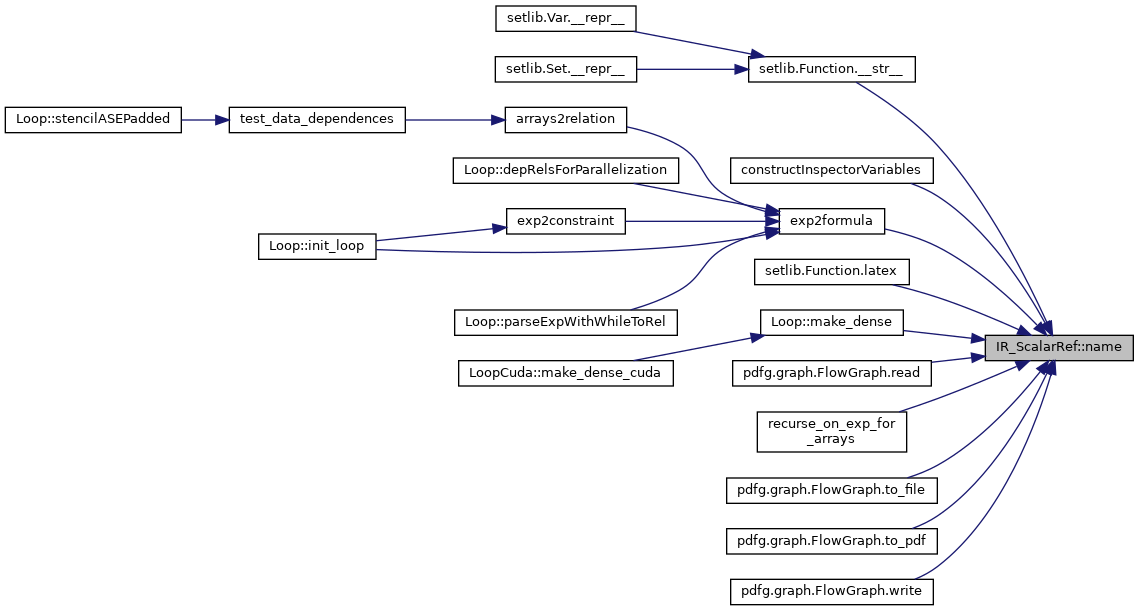 setlib.Var.__repr__
setlib.Set.__repr__
setlib.Function.__str__
Loop::stencilASEPadded
test_data_dependences
arrays2relation
Loop::depRelsForParallelization
constructInspectorVariables
exp2constraint
exp2formula
Loop::init_loop
setlib.Function.latex
Loop::parseExpWithWhileToRel
Loop::make_dense
IR_ScalarRef::name
LoopCuda::make_dense_cuda
pdfg.graph.FlowGraph.read
recurse_on_exp_for
_arrays
pdfg.graph.FlowGraph.to_file
pdfg.graph.FlowGraph.to_pdf
pdfg.graph.FlowGraph.write